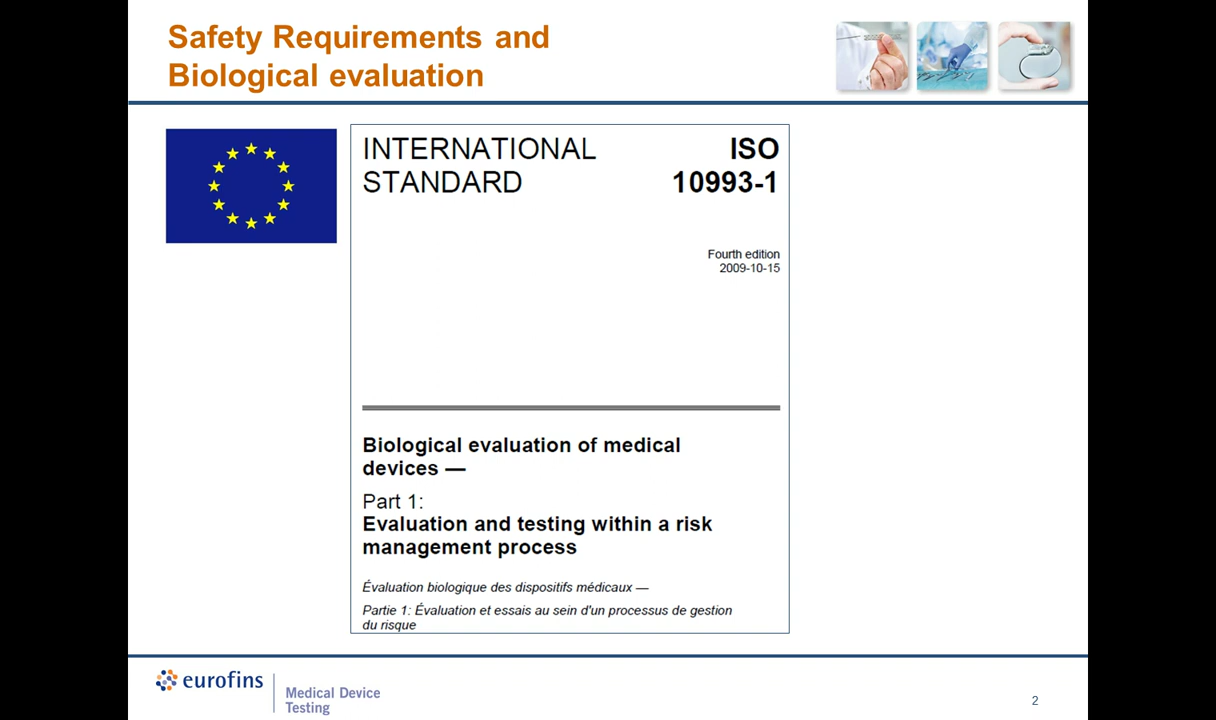 Safety Requirements and
Biological evaluation
INTERNATIONAL
STANDARD
ISO
10993-1
Fourth edition
2009-10-15
Biological evaluation of medical
devices —
Part 1:
Evaluation and testing within a risk
management process
Évaluation biologique des dispositifs médicaux —
Partie 1: Évaluation et essais au sein d'un processus de gestion
du risque
eurofins
Medical Device
Testing
2